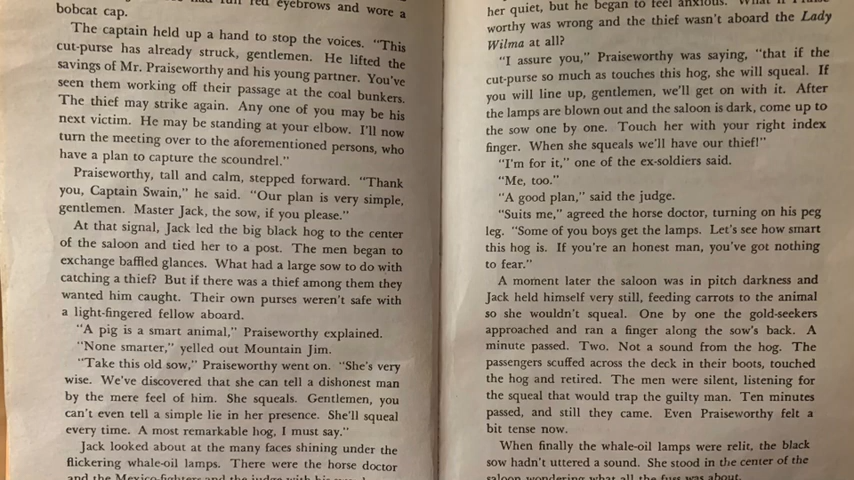 red eyebrows and wore a
bobcat cap.
The captain held up a hand to stop the voices. "This
cut-purse has already struck, gentlemen. He lifted the
savings of Mr. Praiseworthy and his young partner. You've
seen them working off their passage at the coal bunkers.
The thief may strike again. Any one of you may be his
next victim. He may be standing at your elbow. I'll now
turn the meeting over to the aforementioned persons, who
have a plan to capture the scoundrel."
Praiseworthy, tall and calm, stepped forward. "Thank
you, Captain Swain," he said. "Our plan is very simple,
gentlemen. Master Jack, the sow, if you please."
At that signal, Jack led the big black hog to the center
of the saloon and tied her to a post. The men began to
exchange baffled glances. What had a large sow to do with
catching a thief? But if there was a thief among them they
wanted him caught. Their own purses weren't safe with
a light-fingered fellow aboard.
"A pig is a smart animal," Praiseworthy explained.
"None smarter," yelled out Mountain Jim.
"Take this old sow," Praiseworthy went on. "She's very
wise. We've discovered that she can tell a dishonest man
by the mere feel of him. She squeals. Gentlemen, you
can't even tell a simple lie in her presence. She'll squeal
every time. A most remarkable hog, I must say."
Jack looked about at the many faces shining under the
flickering whale-oil lamps. There were the horse doctor
and the Mexico-fighters and the judge with his
her quiet, but he began to feel anxious. What if
worthy was wrong and the thief wasn't aboard the Lady
Wilma at all?
"I assure you," Praiseworthy was saying, "that if the
cut-purse so much as touches this hog, she will squeal. If
you will line up, gentlemen, we'll get on with it. After
the lamps are blown out and the saloon is dark, come up to
the sow one by one. Touch her with your right index
finger. When she squeals we'll have our thief!"
"I'm for it," one of the ex-soldiers said.
"Me, too."
"A good plan," said the judge.
"Suits me," agreed the horse doctor, turning on his peg
leg. "Some of you boys get the lamps. Let's see how smart
this hog is. If you're an honest man, you've got nothing
to fear."
A moment later the saloon was in pitch darkness and
Jack held himself very still, feeding carrots to the animal
so she wouldn't squeal. One by one the gold-seekers
approached and ran a finger along the sow's back. A
minute passed. Two. Not a sound from the hog. The
passengers scuffed across the deck in their boots, touched
the hog and retired. The men were silent, listening for
the squeal that would trap the guilty man. Ten minutes
passed, and still they came. Even Praiseworthy felt a
bit tense now.
When finally the whale-oil lamps were relit, the black
sow hadn't uttered a sound. She stood in the center of the
saloon wondering what all the fuss was about.